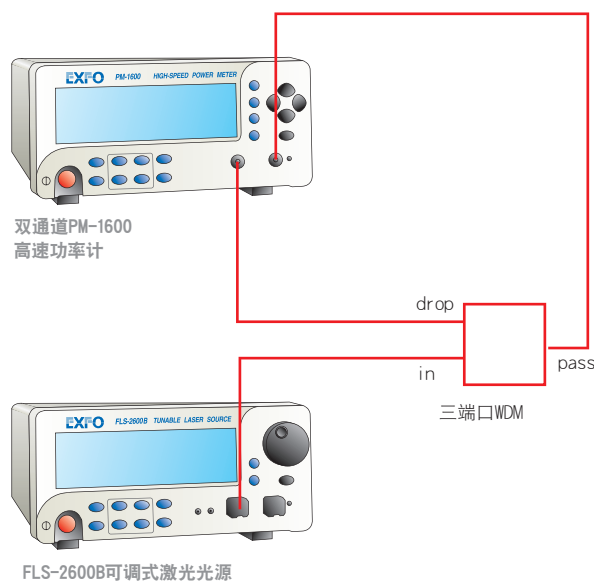 EXFO PM-1600 HIGH-SPEED POWER METER
双通道PM-1600
高速功率计
drop
in
pass
三端口WDM
EXFO FLS-2600B TUNABLE LASER SOURCE
FLS-2600B可调式激光光源